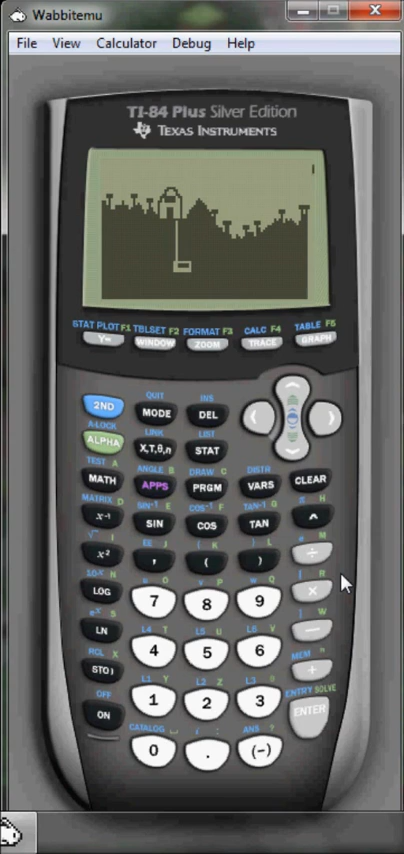 Wabbitemu
File View Calculator Debug Help
TI-84 Plus Silver Edition
TEXAS INSTRUMENTS
STAT PLOT F1 TBLSET F2 FORMAT F3 CALC F4 TABLE F5
Y= WINDOW ZOOM TRACE GRAPH
QUIT INS
2ND MODE DEL
A-LOCK LINK LIST
ALPHA X,T,θ,n STAT
TEST A ANGLE B DRAW C DISTR
MATH APPS PRGM VARS CLEAR
MATRIX D SIN⁻¹ E COS⁻¹ F TAN⁻¹ G π H
x⁻¹ SIN COS TAN ^
√ I EE J { K } L e M
x² , ( ) ÷
10ˣ N u O v P w Q [ R
LOG 7 8 9 ×
eˣ S L4 T L5 U L6 V ] W
LN 4 5 6 −
RCL X L1 Y L2 Z L3 θ MEM "
STO 1 2 3 +
OFF CATALOG ⎵ i : ANS ? ENTRY SOLVE
ON 0 . (-) ENTER